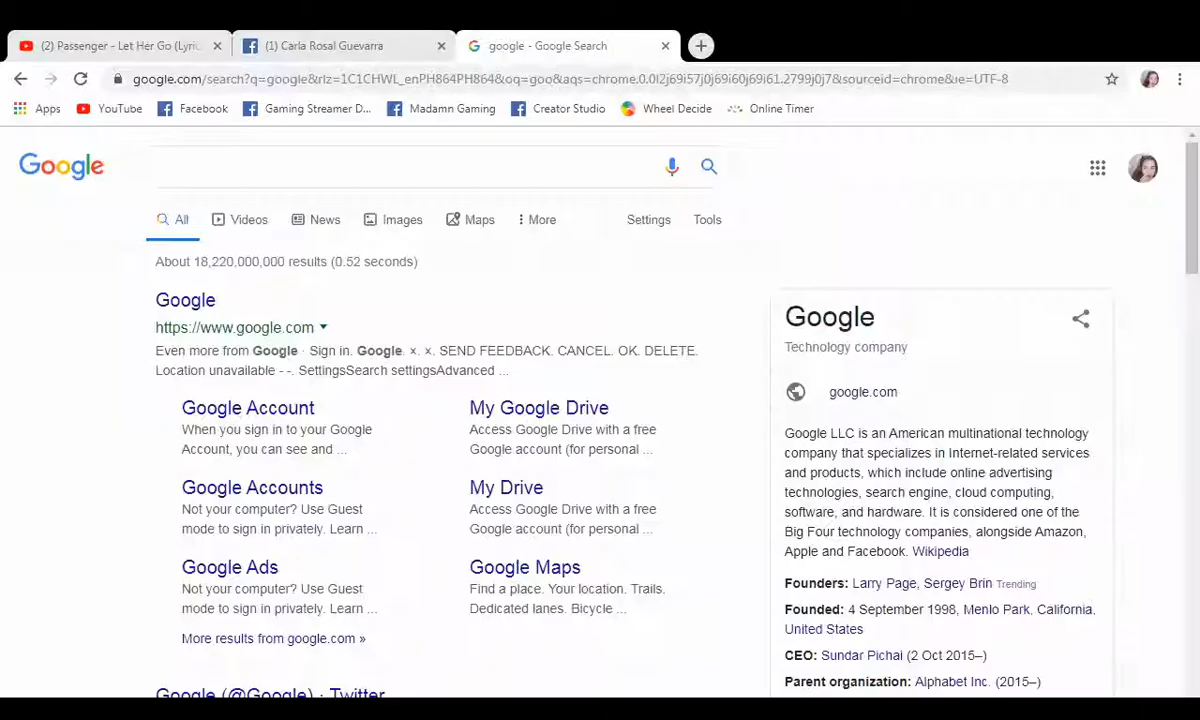 (2) Passenger - Let Her Go (Lyric
(1) Carla Rosal Guevarra
google - Google Search
google.com/search?q=google&rlz=1C1CHWL_enPH864PH864&oq=goo&aqs=chrome.0.0l2j69i57j0j69i60j69i61.2799j0j7&sourceid=chrome&ie=UTF-8
Apps YouTube Facebook Gaming Streamer D... Madamn Gaming Creator Studio Wheel Decide Online Timer
Google
All Videos News Images Maps More Settings Tools
About 18,220,000,000 results (0.52 seconds)
Google
https://www.google.com
Even more from Google · Sign in. Google. ×. ×. SEND FEEDBACK. CANCEL. OK. DELETE.
Location unavailable - -. SettingsSearch settingsAdvanced ...
Google Account
When you sign in to your Google
Account, you can see and ...
My Google Drive
Access Google Drive with a free
Google account (for personal ...
Google Accounts
Not your computer? Use Guest
mode to sign in privately. Learn ...
My Drive
Access Google Drive with a free
Google account (for personal ...
Google Ads
Not your computer? Use Guest
mode to sign in privately. Learn ...
Google Maps
Find a place. Your location. Trails.
Dedicated lanes. Bicycle ...
More results from google.com »
Google (@Google) · Twitter
Google
Technology company
google.com
Google LLC is an American multinational technology
company that specializes in Internet-related services
and products, which include online advertising
technologies, search engine, cloud computing,
software, and hardware. It is considered one of the
Big Four technology companies, alongside Amazon,
Apple and Facebook. Wikipedia
Founders: Larry Page, Sergey Brin Trending
Founded: 4 September 1998, Menlo Park, California,
United States
CEO: Sundar Pichai (2 Oct 2015–)
Parent organization: Alphabet Inc. (2015–)